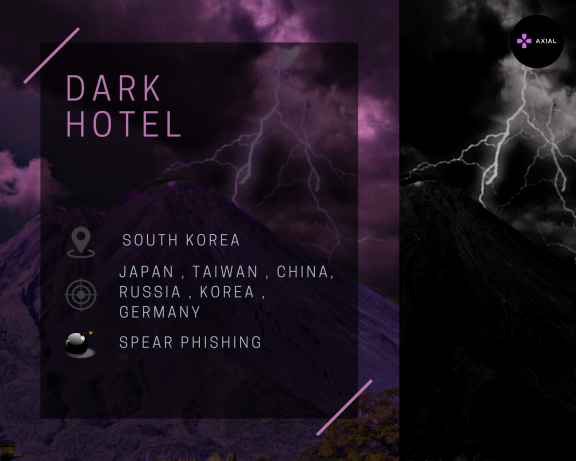 AXIAL
DARK
HOTEL
SOUTH KOREA
JAPAN , TAIWAN , CHINA,
RUSSIA , KOREA ,
GERMANY
SPEAR PHISHING